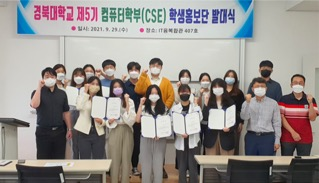 경북대학교 제5기 컴퓨터학부(CSE) 학생홍보단 발대식
■ 일시: 2021. 9. 29.(수) ■ 장소: IT융복합관 407호